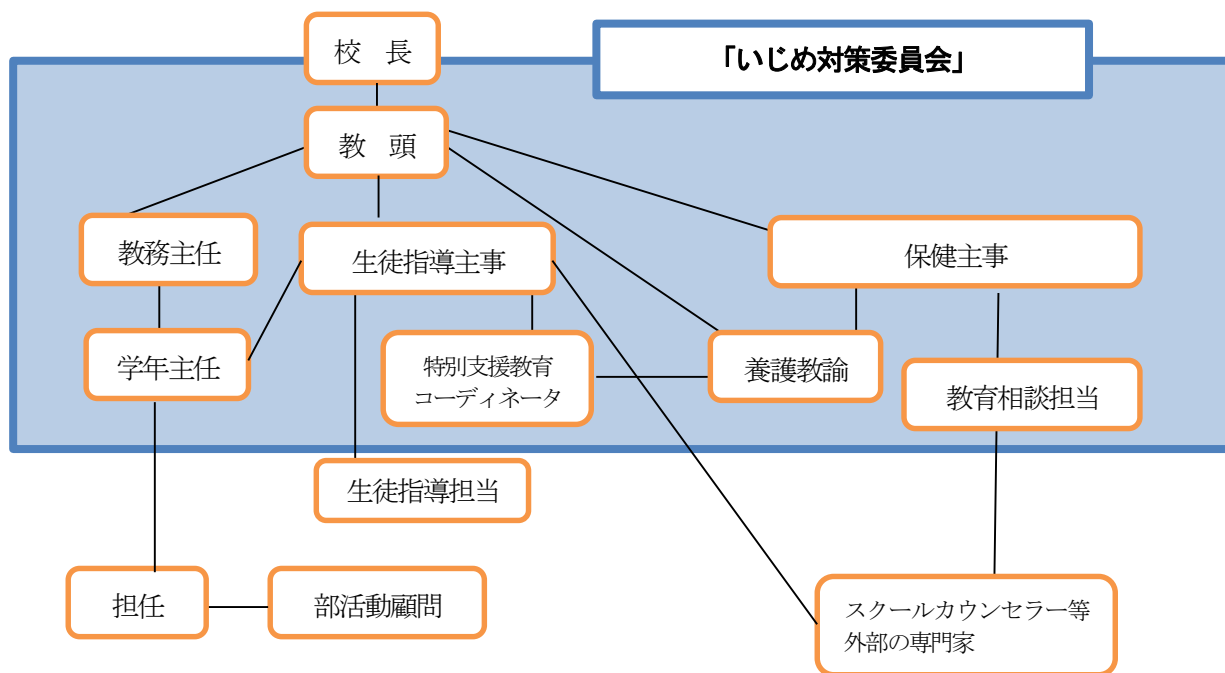 校 長
「いじめ対策委員会」
教 頭
教務主任
生徒指導主事
保健主事
学年主任
特別支援教育
コーディネータ
養護教諭
教育相談担当
生徒指導担当
担任
部活動顧問
スクールカウンセラー等
外部の専門家